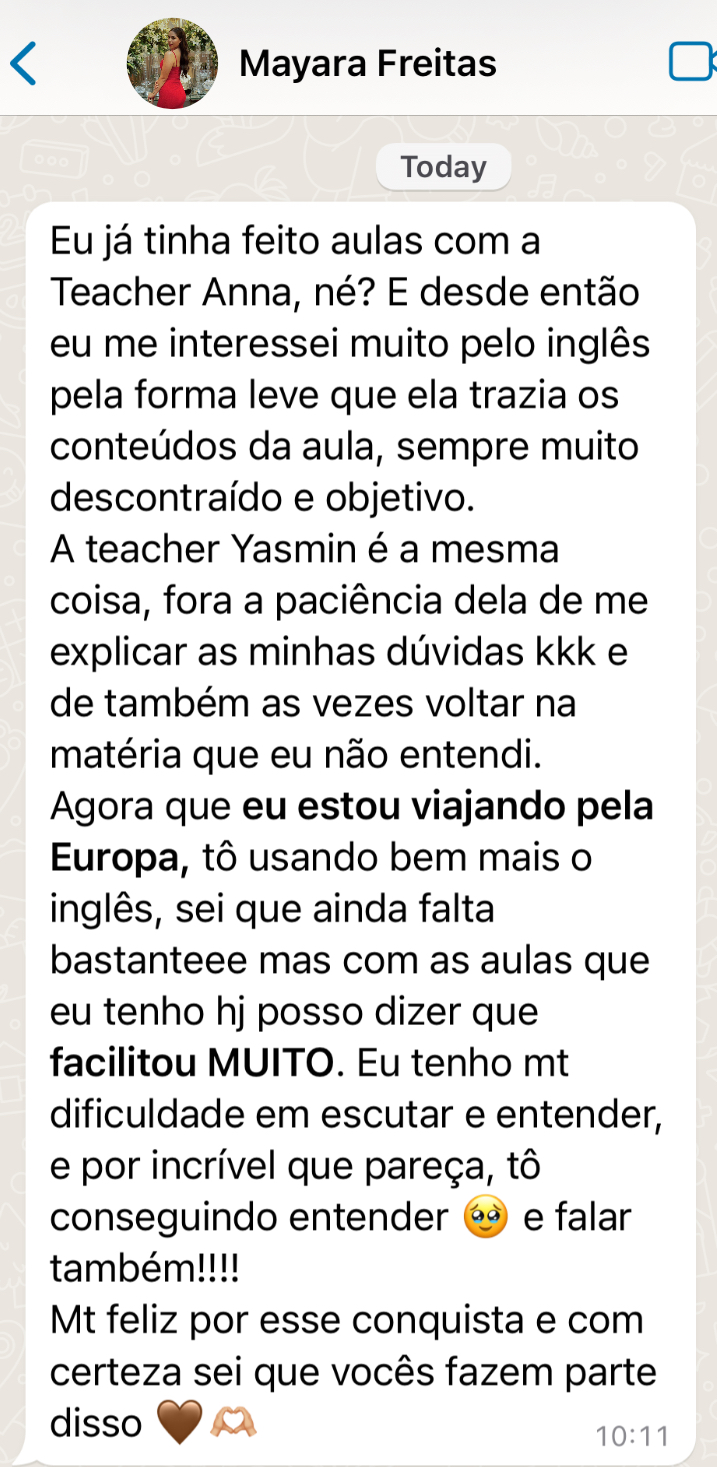 Mayara Freitas
Today
Eu já tinha feito aulas com a
Teacher Anna, né? E desde então
eu me interessei muito pelo inglês
pela forma leve que ela trazia os
conteúdos da aula, sempre muito
descontraído e objetivo.
A teacher Yasmin é a mesma
coisa, fora a paciência dela de me
explicar as minhas dúvidas kkk e
de também as vezes voltar na
matéria que eu não entendi.
Agora que eu estou viajando pela
Europa, tô usando bem mais o
inglês, sei que ainda falta
bastanteee mas com as aulas que
eu tenho hj posso dizer que
facilitou MUITO. Eu tenho mt
dificuldade em escutar e entender,
e por incrível que pareça, tô
conseguindo entender 🥹 e falar
também!!!!
Mt feliz por esse conquista e com
certeza sei que vocês fazem parte
disso 🤎🫶🏼
10:11